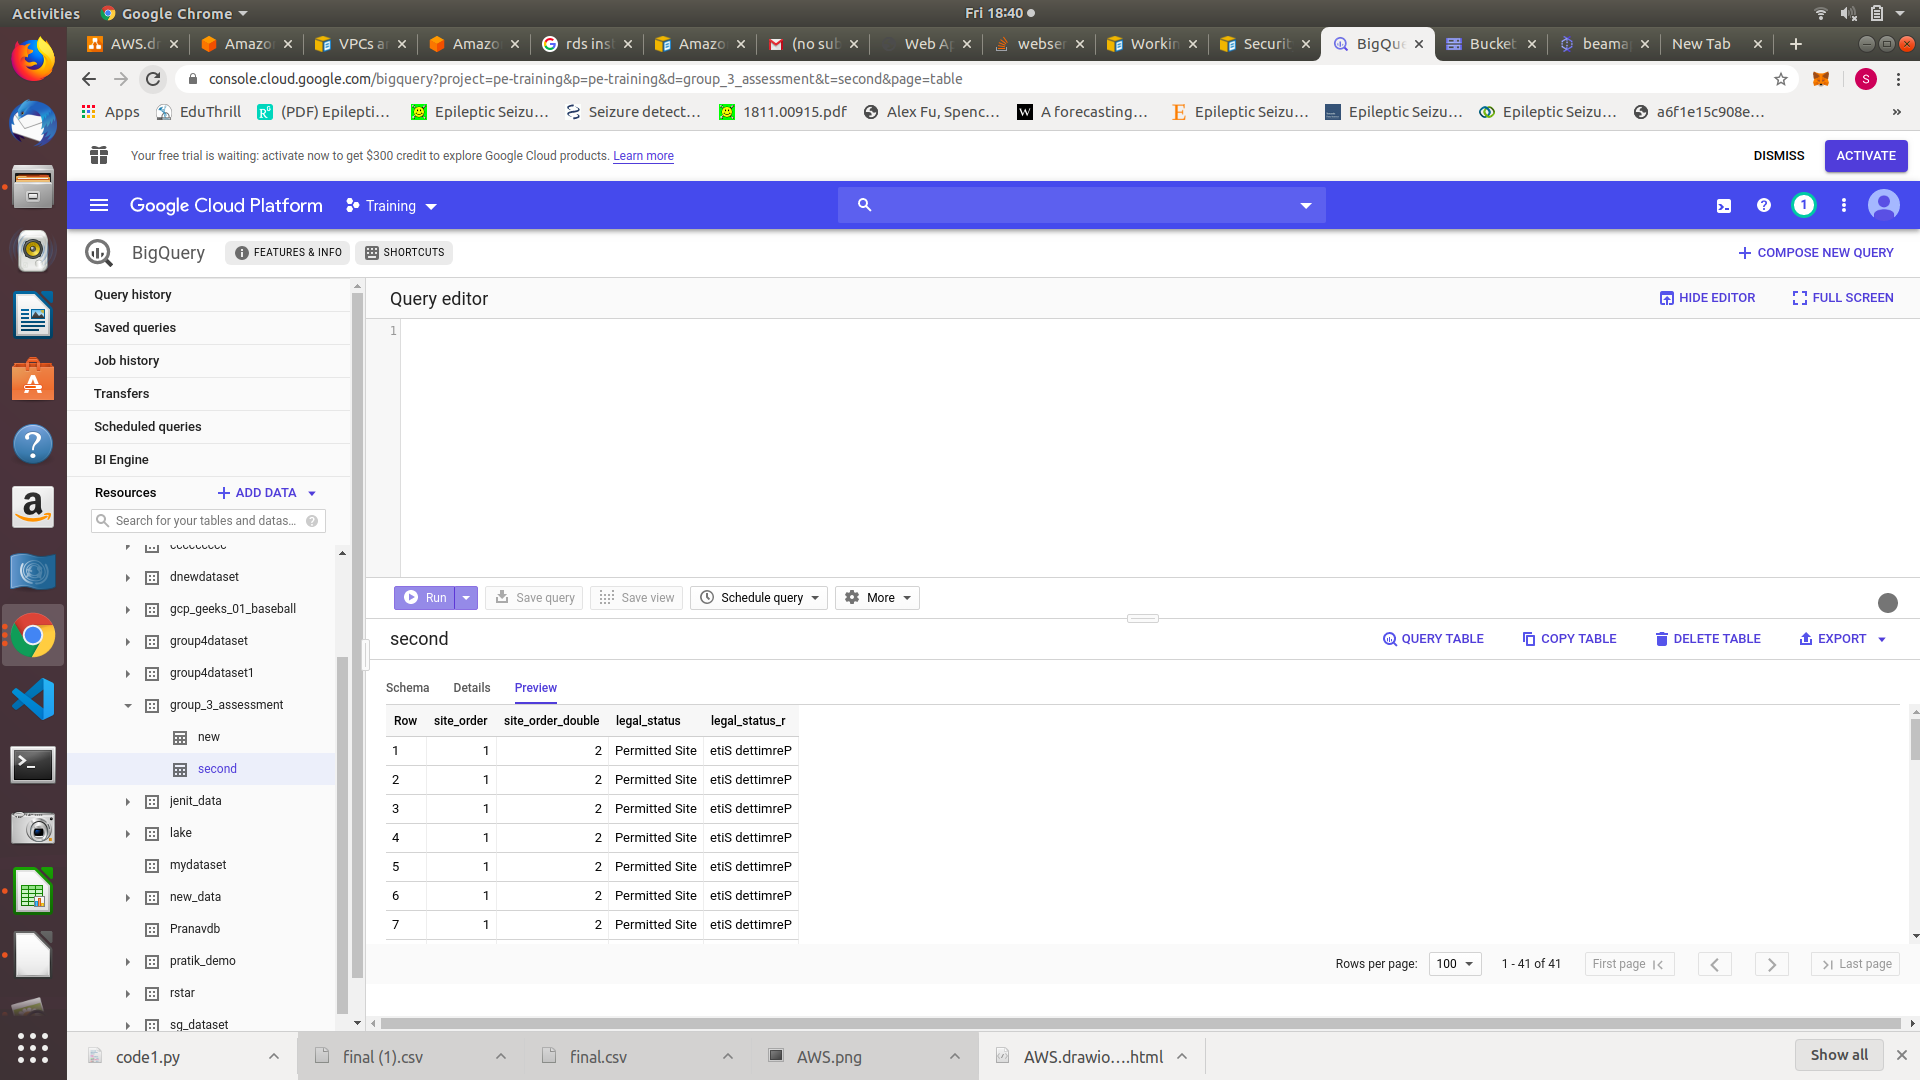 Activities Google Chrome Fri 18:40
AWS.dr Amazo VPCs a Amazo rds inst Amazo (no sub Web Ap webser Workin Securit BigQu Bucket beama New Tab
console.cloud.google.com/bigquery?project=pe-training&p=pe-training&d=group_3_assessment&t=second&page=table S
Apps EduThrill (PDF) Epilepti… Epileptic Seizu… Seizure detect… 1811.00915.pdf Alex Fu, Spenc… A forecasting… Epileptic Seizu… Epileptic Seizu… Epileptic Seizu… a6f1e15c908e… »
Your free trial is waiting: activate now to get $300 credit to explore Google Cloud products. Learn more DISMISS ACTIVATE
Google Cloud Platform Training 1
BigQuery FEATURES & INFO SHORTCUTS COMPOSE NEW QUERY
Query history
Saved queries
Job history
Transfers
Scheduled queries
BI Engine
Resources ADD DATA
Search for your tables and datas…
dnewdataset
gcp_geeks_01_baseball
group4dataset
group4dataset1
group_3_assessment
new
second
jenit_data
lake
mydataset
new_data
Pranavdb
pratik_demo
rstar
sg_dataset
Query editor HIDE EDITOR FULL SCREEN
1
Run Save query Save view Schedule query More
second QUERY TABLE COPY TABLE DELETE TABLE EXPORT
Schema Details Preview
Row site_order site_order_double legal_status legal_status_r
1 1 2 Permitted Site etiS dettimreP
2 1 2 Permitted Site etiS dettimreP
3 1 2 Permitted Site etiS dettimreP
4 1 2 Permitted Site etiS dettimreP
5 1 2 Permitted Site etiS dettimreP
6 1 2 Permitted Site etiS dettimreP
7 1 2 Permitted Site etiS dettimreP
Rows per page: 100 1 - 41 of 41 First page Last page
code1.py final (1).csv final.csv AWS.png AWS.drawio….html Show all